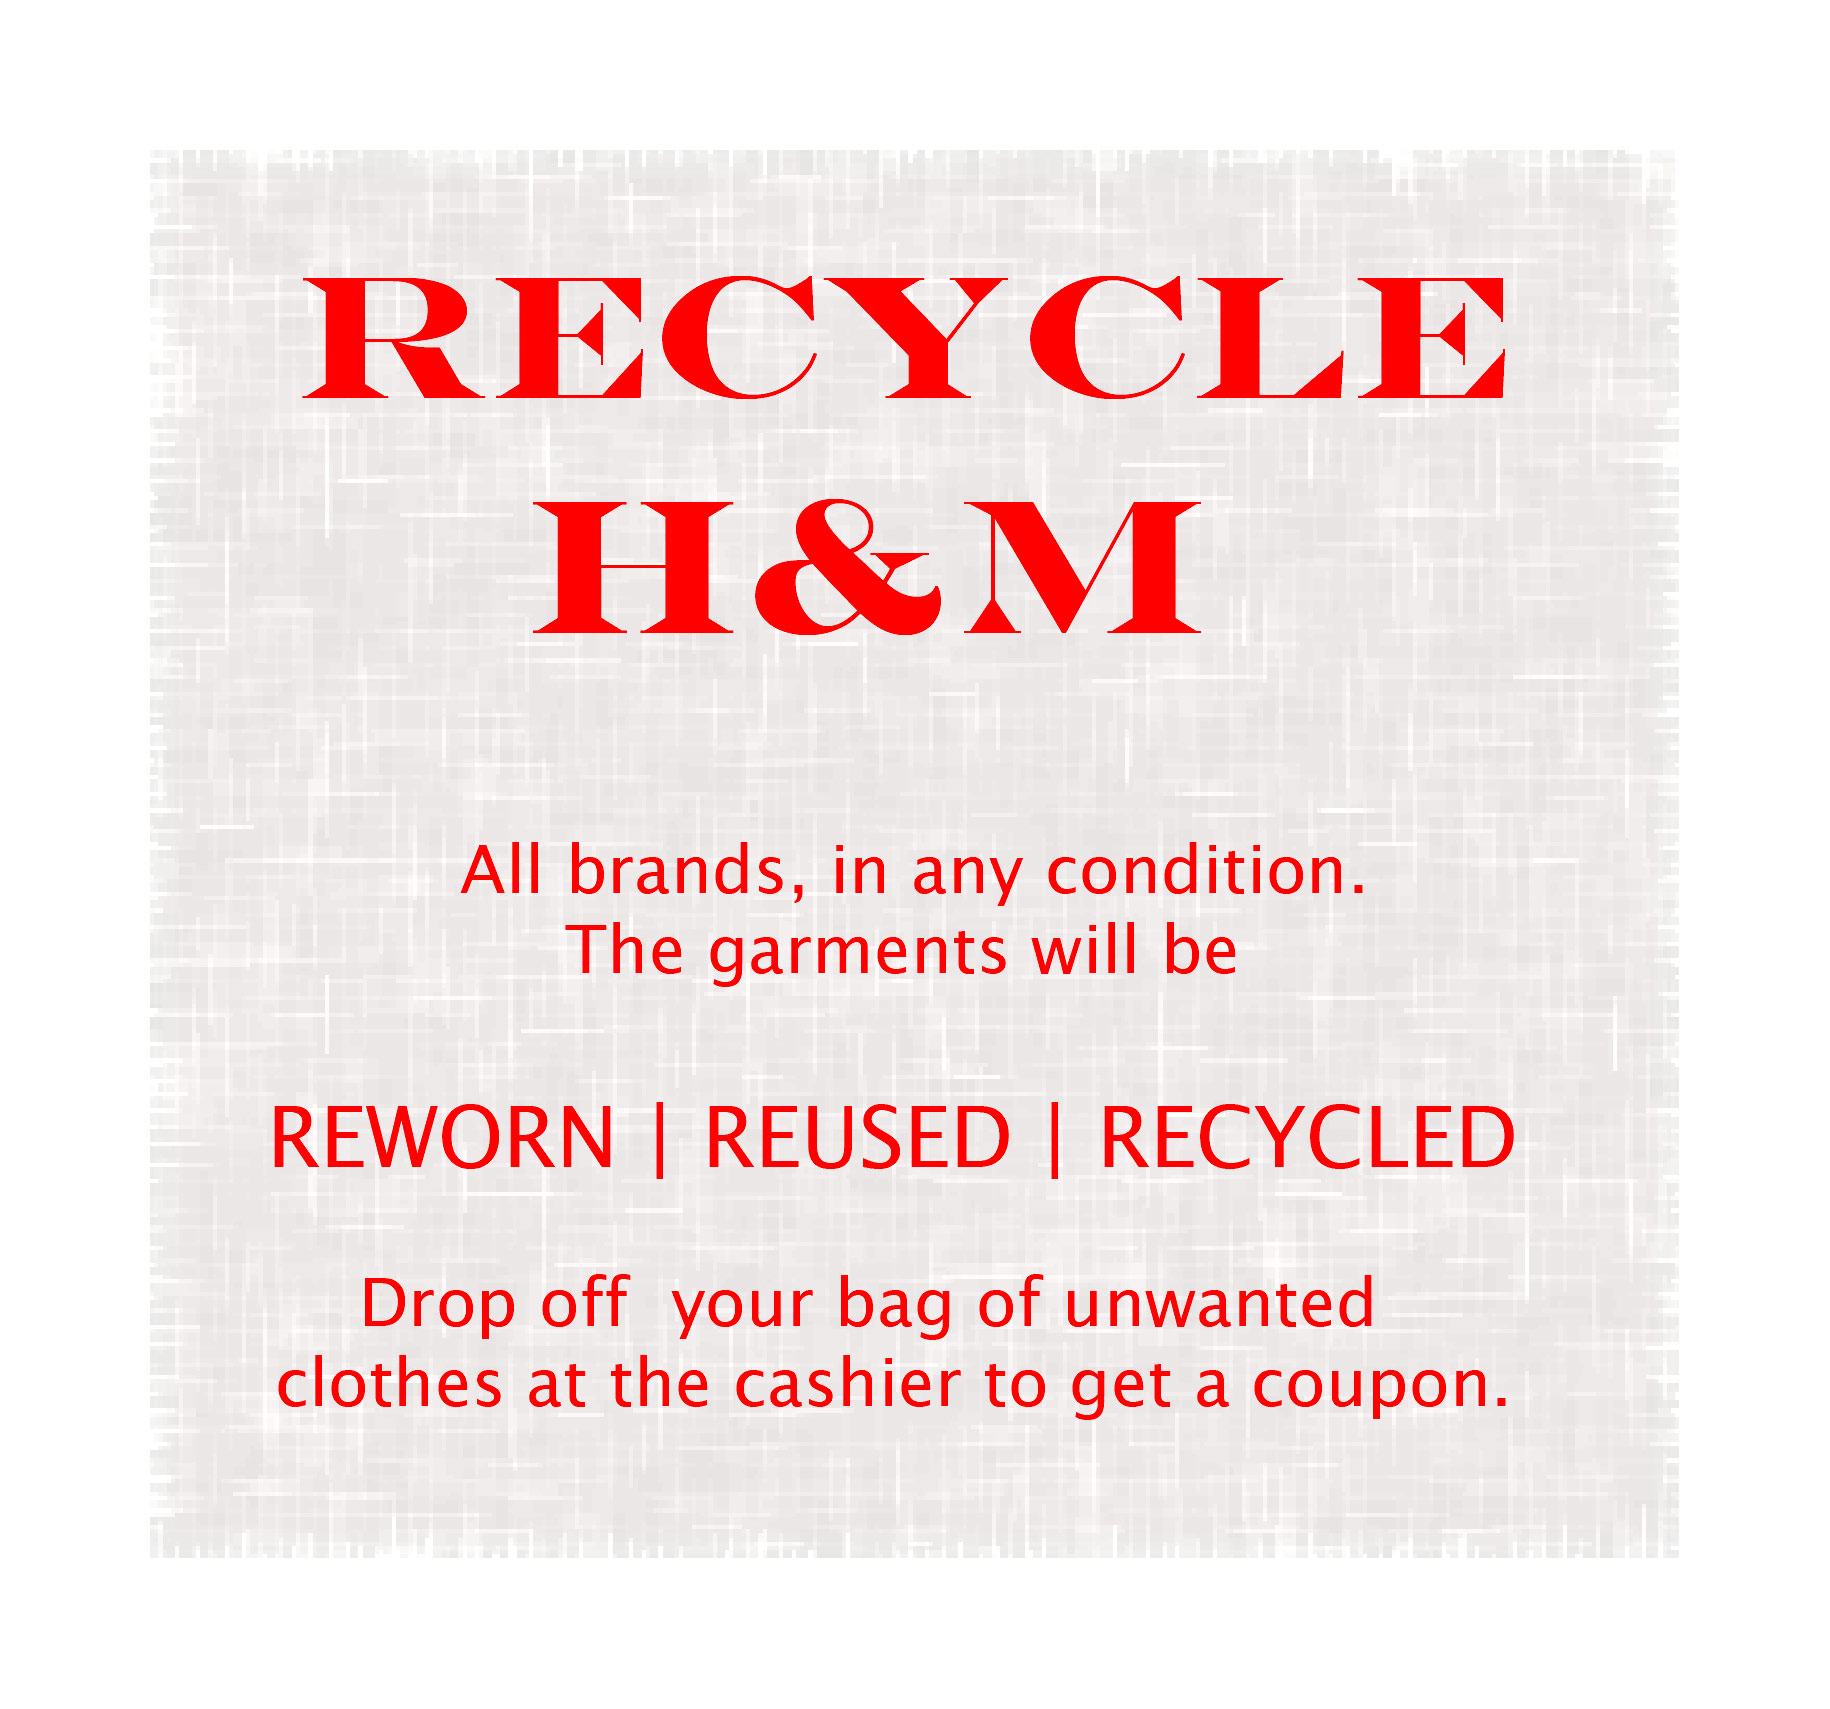 RECYCLE
H&M
All brands, in any condition.
The garments will be
REWORN | REUSED | RECYCLED
Drop off  your bag of unwanted
clothes at the cashier to get a coupon.